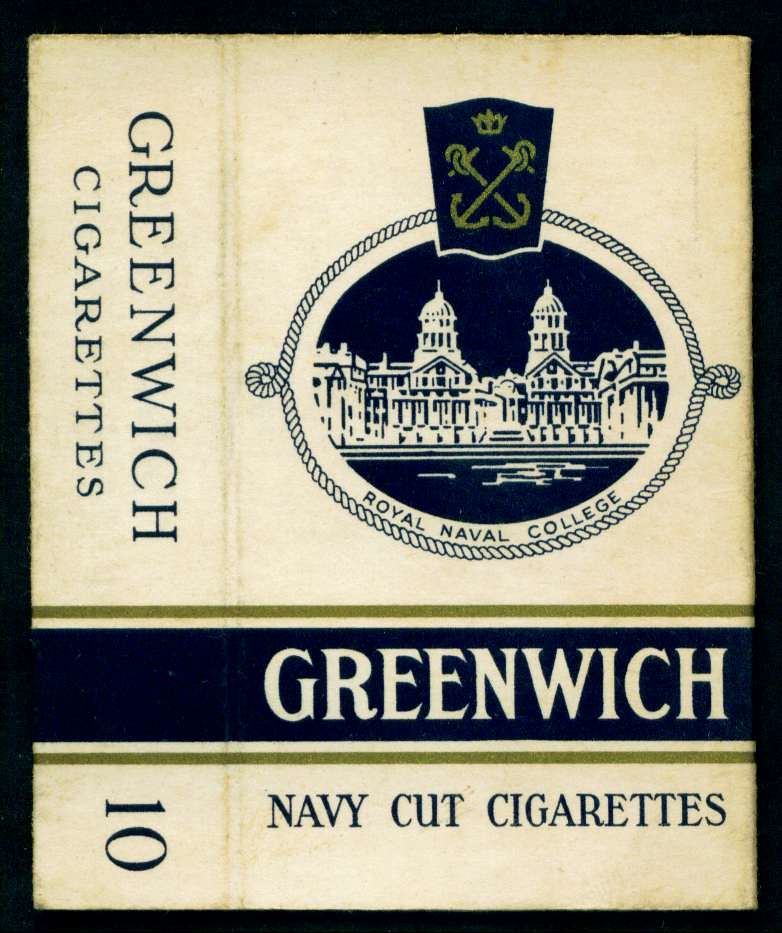 GREENWICH
CIGARETTES
10
ROYAL NAVAL COLLEGE
GREENWICH
NAVY CUT CIGARETTES